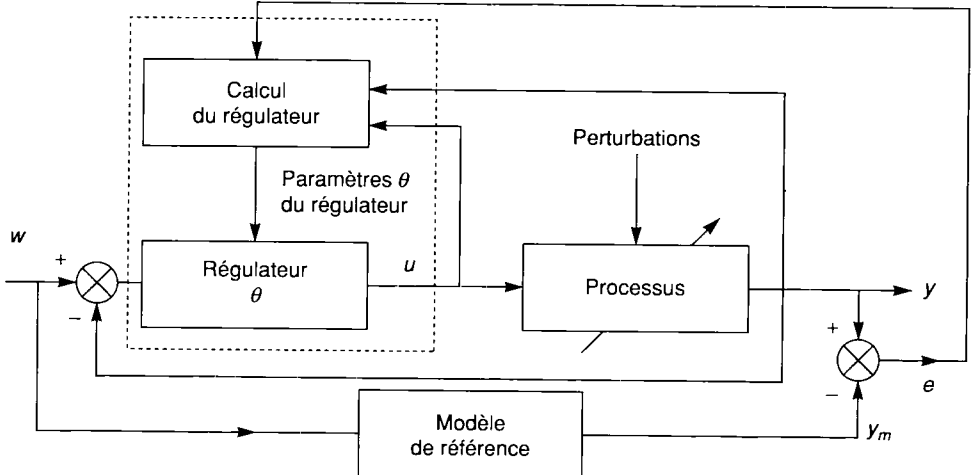 Calcul
du régulateur
Perturbations
Paramètres θ
du régulateur
w
+
−
Régulateur
θ
u
Processus
y
+
−
e
y_m
Modèle
de référence